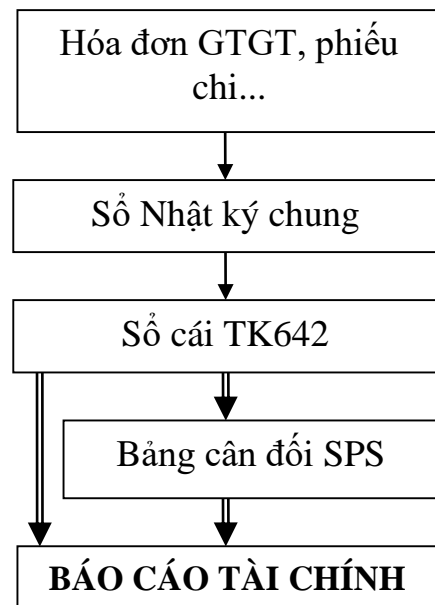 Hóa đơn GTGT, phiếu
chi...
Sổ Nhật ký chung
Sổ cái TK642
Bảng cân đối SPS
BÁO CÁO TÀI CHÍNH